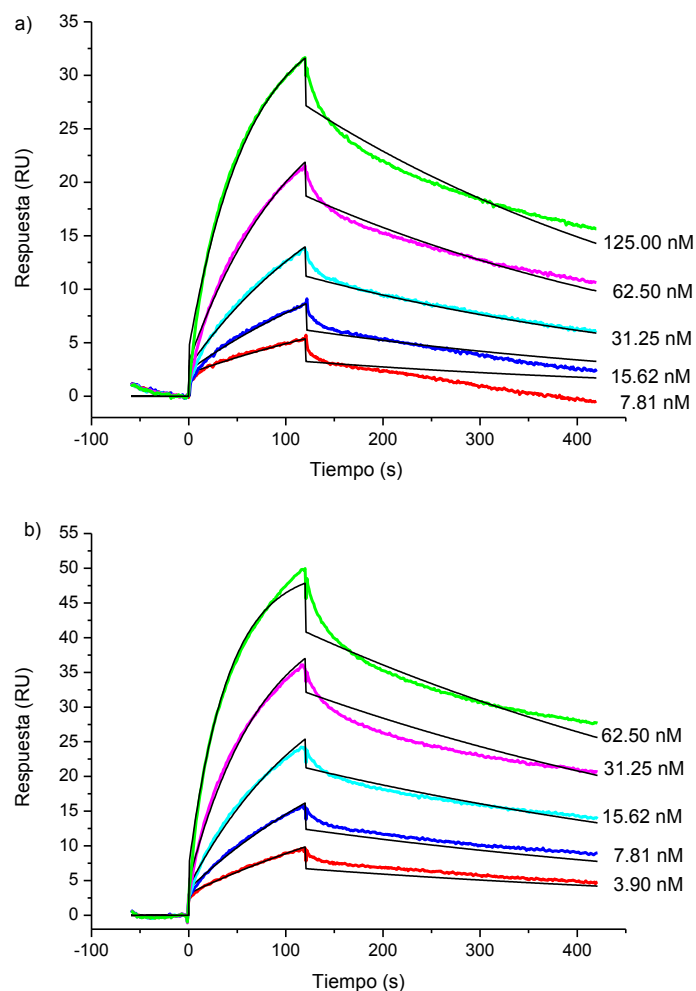 a)
35
30
25
20
15
10
5
0
Respuesta (RU)
125.00 nM
62.50 nM
31.25 nM
15.62 nM
7.81 nM
-100 0 100 200 300 400
Tiempo (s)
b)
55
50
45
40
35
30
25
20
15
10
5
0
Respuesta (RU)
62.50 nM
31.25 nM
15.62 nM
7.81 nM
3.90 nM
-100 0 100 200 300 400
Tiempo (s)